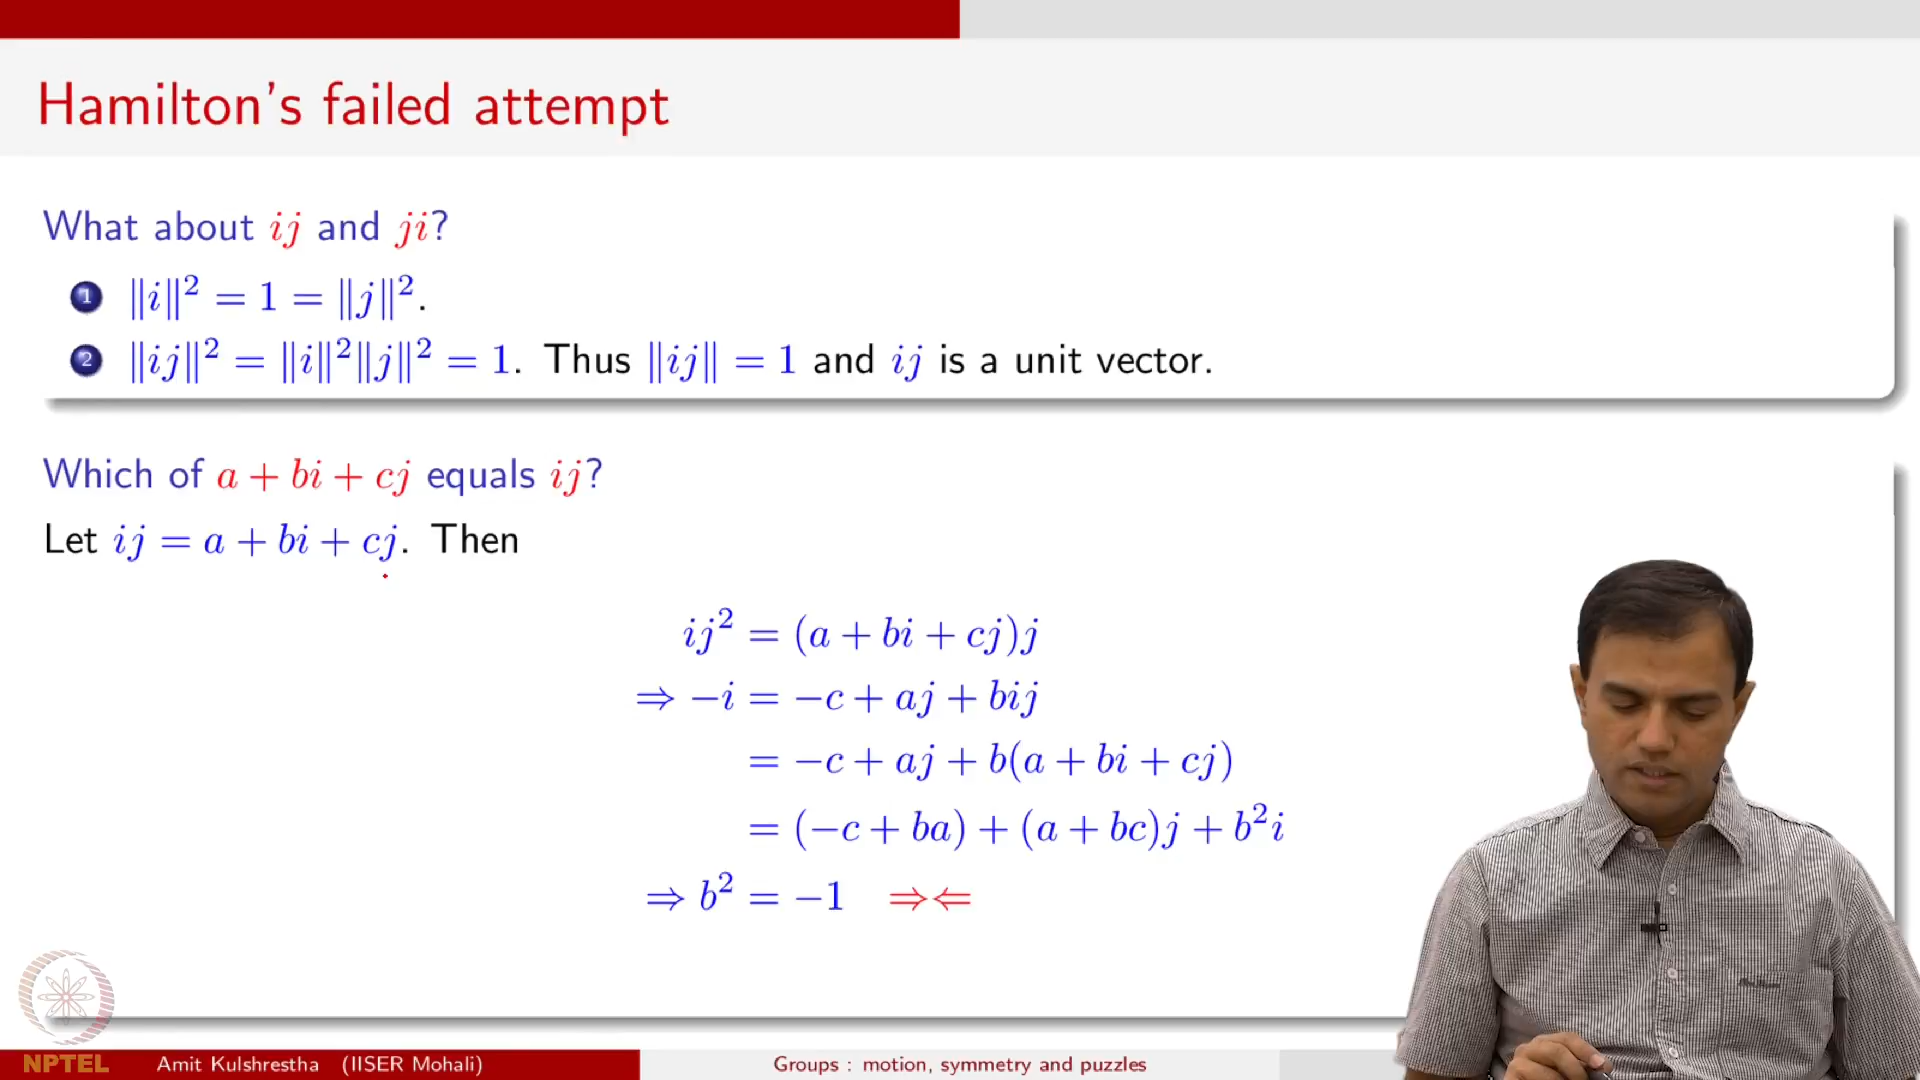 Hamilton's failed attempt
What about ij and ji?
1 ‖i‖² = 1 = ‖j‖².
2 ‖ij‖² = ‖i‖²‖j‖² = 1. Thus ‖ij‖ = 1 and ij is a unit vector.
Which of a + bi + cj equals ij?
Let ij = a + bi + cj. Then
ij² = (a + bi + cj)j
⇒ −i = −c + aj + bij
= −c + aj + b(a + bi + cj)
= (−c + ba) + (a + bc)j + b²i
⇒ b² = −1 ⇒⇐
NPTEL
Amit Kulshrestha (IISER Mohali)
Groups : motion, symmetry and puzzles